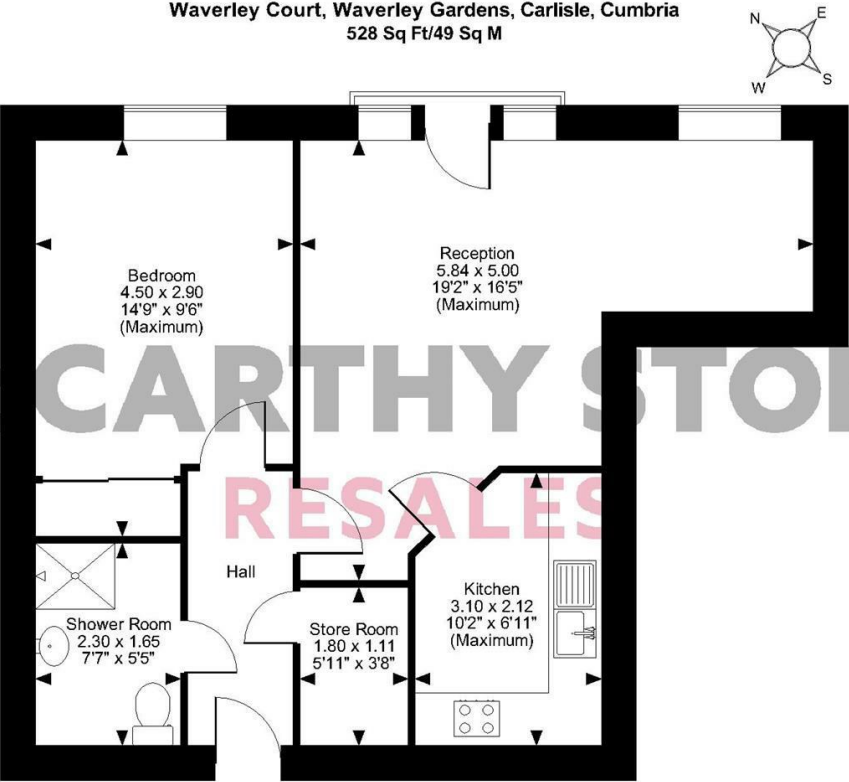 Waverley Court, Waverley Gardens, Carlisle, Cumbria
528 Sq Ft/49 Sq M
N
E
W
S
Reception
5.84 x 5.00
19'2" x 16'5"
(Maximum)
Bedroom
4.50 x 2.90
14'9" x 9'6"
(Maximum)
CARTHY STO
RESALES
Hall
Kitchen
3.10 x 2.12
10'2" x 6'11"
(Maximum)
Shower Room
2.30 x 1.65
7'7" x 5'5"
Store Room
1.80 x 1.11
5'11" x 3'8"